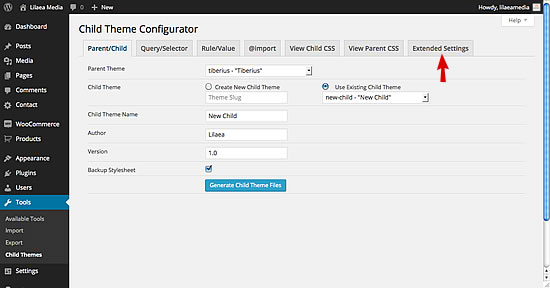 Lilaea Media 0 + New Howdy, lilaeamedia
Help
Dashboard
Posts
Media
Pages
Comments
Contact
WooCommerce
Products
Appearance
Plugins
Users
Tools
Available Tools
Import
Export
Child Themes
Settings
Child Theme Configurator
Parent/Child Query/Selector Rule/Value @import View Child CSS View Parent CSS Extended Settings
Parent Theme tiberius - "Tiberius"
Child Theme Create New Child Theme Use Existing Child Theme
Theme Slug new-child - "New Child"
Child Theme Name New Child
Author Lilaea
Version 1.0
Backup Stylesheet
Generate Child Theme Files